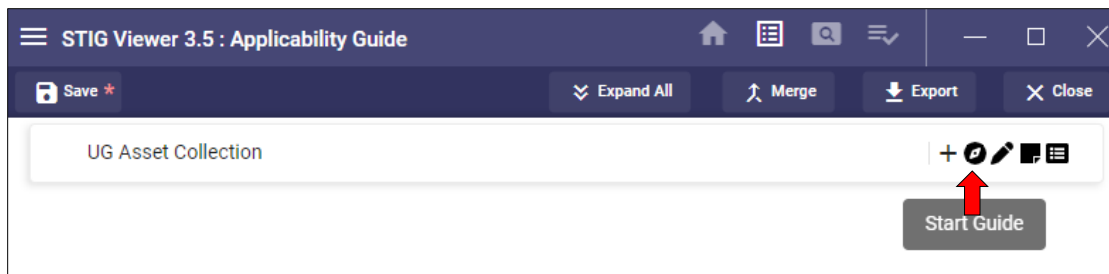 STIG Viewer 3.5 : Applicability Guide
Save * Expand All Merge Export Close
UG Asset Collection
Start Guide